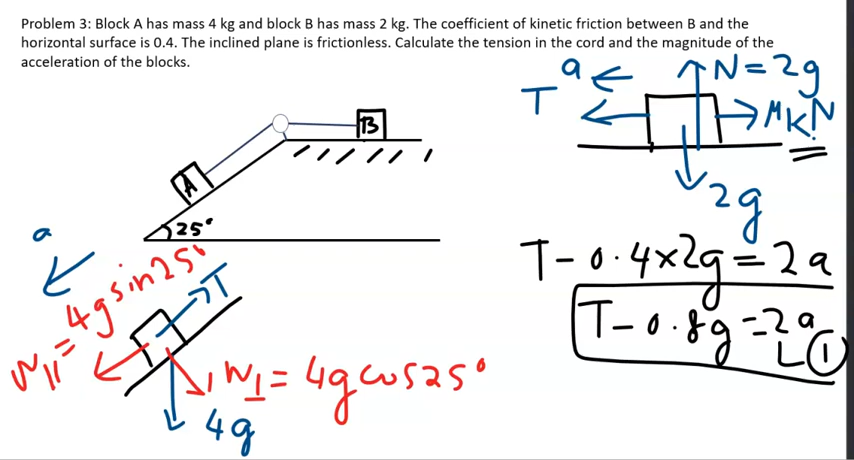 Problem 3: Block A has mass 4 kg and block B has mass 2 kg. The coefficient of kinetic friction between B and the
horizontal surface is 0.4. The inclined plane is frictionless. Calculate the tension in the cord and the magnitude of the
acceleration of the blocks.
a
N=2g
T
μKN
2g
B
A
25°
a
T-0.4×2g=2a
T-0.8g=2a
①
W||=4gsin25°
T
W⊥=4gcos25°
4g